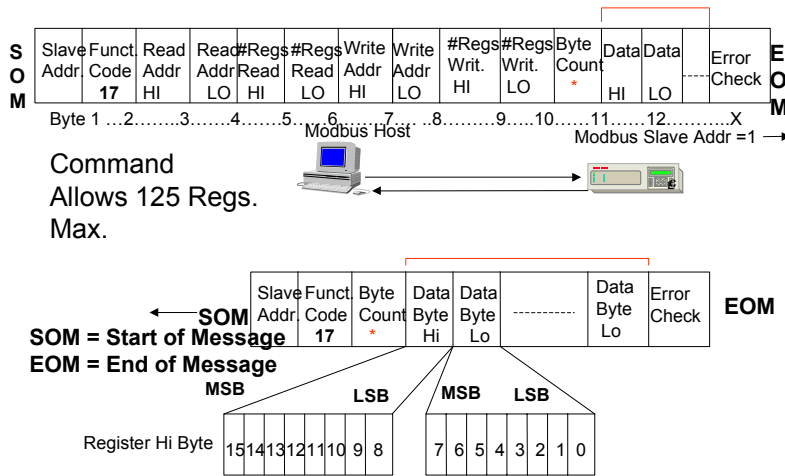 SOM
Slave Addr.
Funct. Code 17
Read Addr HI
Read Addr LO
#Regs Read HI
#Regs Read LO
Write Addr HI
Write Addr LO
#Regs Writ. HI
#Regs Writ. LO
Byte Count *
Data HI
Data LO
-----
Error Check
EOM
Byte 1 ...2........3.......4.......5.......6........7.... ..8.......9.....10.......11.......12...........X
Modbus Host
Modbus Slave Addr =1
Command
Allows 125 Regs.
Max.
SOM
Slave Addr.
Funct. Code 17
Byte Count *
Data Byte Hi
Data Byte Lo
---------
Data Byte Lo
Error Check
EOM
SOM = Start of Message
EOM = End of Message
MSB LSB MSB LSB
Register Hi Byte 15 14 13 12 11 10 9 8 7 6 5 4 3 2 1 0